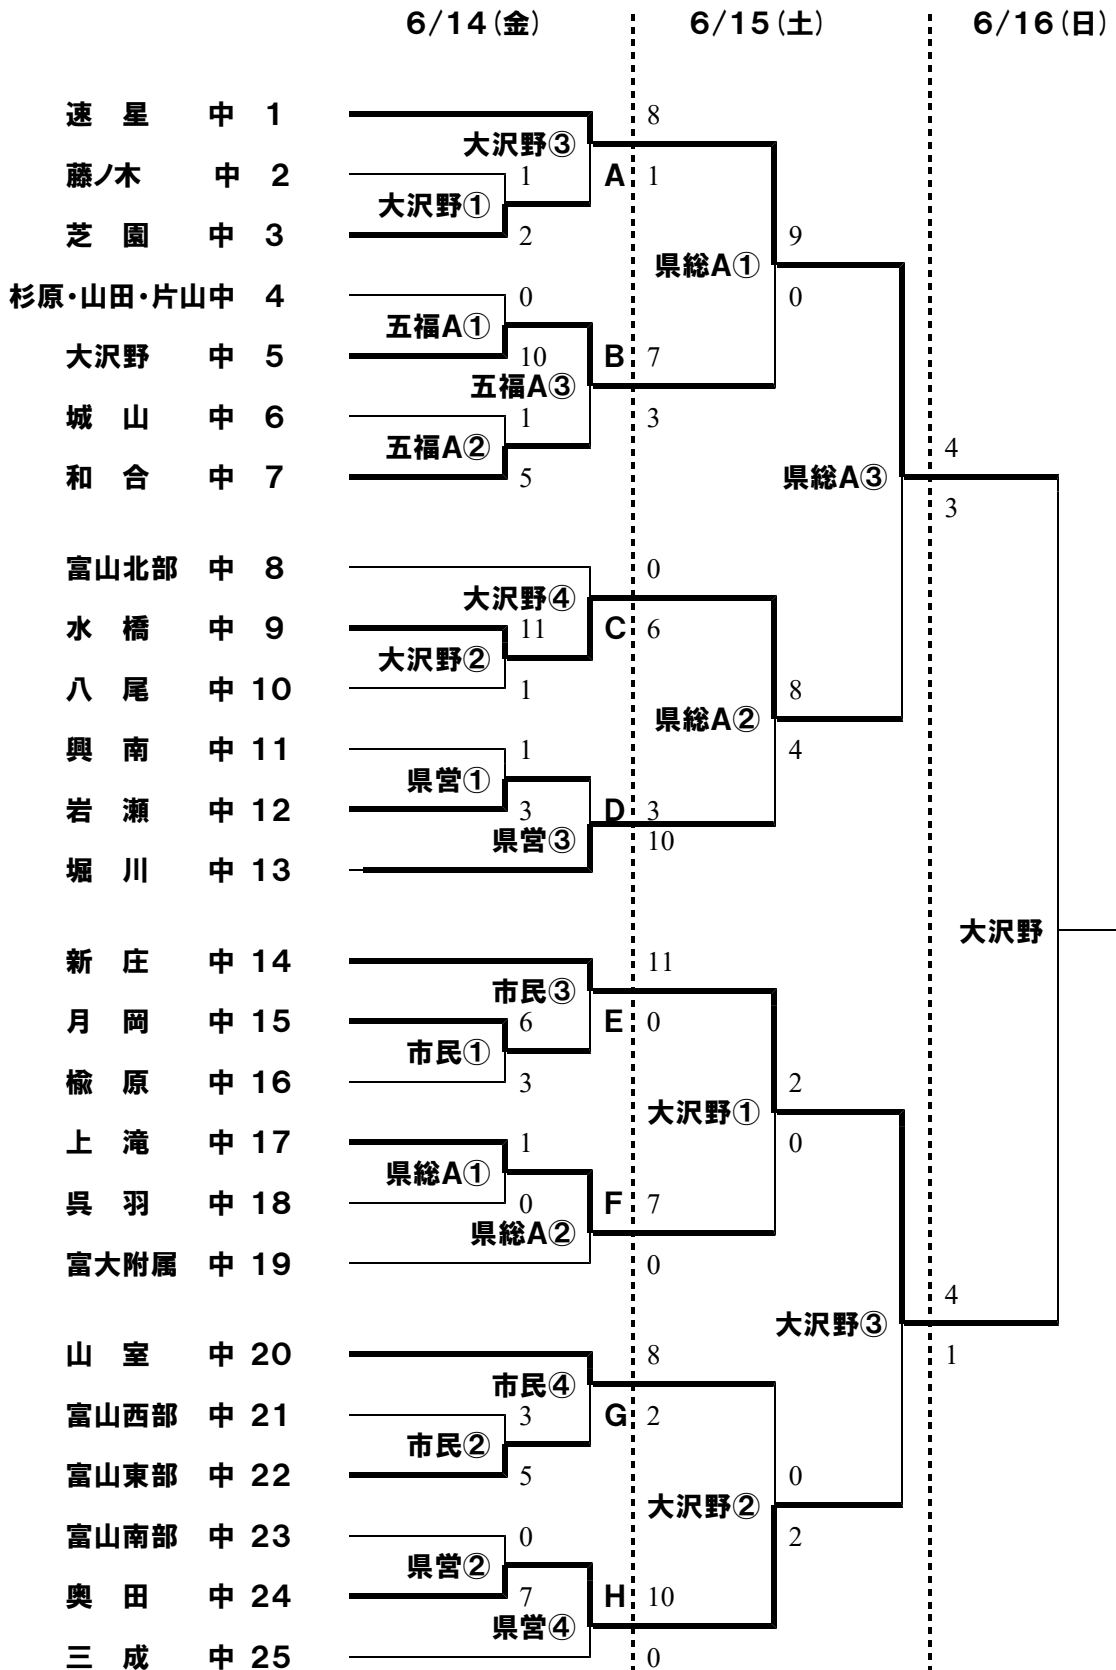 6/14(金) 6/15(土) 6/16(日)
速星 中 1 8
大沢野③
藤ノ木 中 2 1 A 1
大沢野①
芝園 中 3 2 9
県総A①
杉原・山田・片山中 4 0 0
五福A①
大沢野 中 5 10 B 7
五福A③
城山 中 6 1 3
五福A② 4
和合 中 7 5 県総A③
3
富山北部 中 8 0
大沢野④
水橋 中 9 11 C 6
大沢野②
八尾 中 10 1 8
県総A②
興南 中 11 1 4
県営①
岩瀬 中 12 3 D 3
県営③ 10
堀川 中 13
大沢野
新庄 中 14 11
市民③
月岡 中 15 6 E 0
市民①
楡原 中 16 3 2
大沢野①
上滝 中 17 1 0
県総A①
呉羽 中 18 0 F 7
県総A②
富大附属 中 19 0
4
大沢野③
山室 中 20 8 1
市民④
富山西部 中 21 3 G 2
市民②
富山東部 中 22 5 0
大沢野②
富山南部 中 23 0 2
県営②
奥田 中 24 7 H 10
県営④
三成 中 25 0